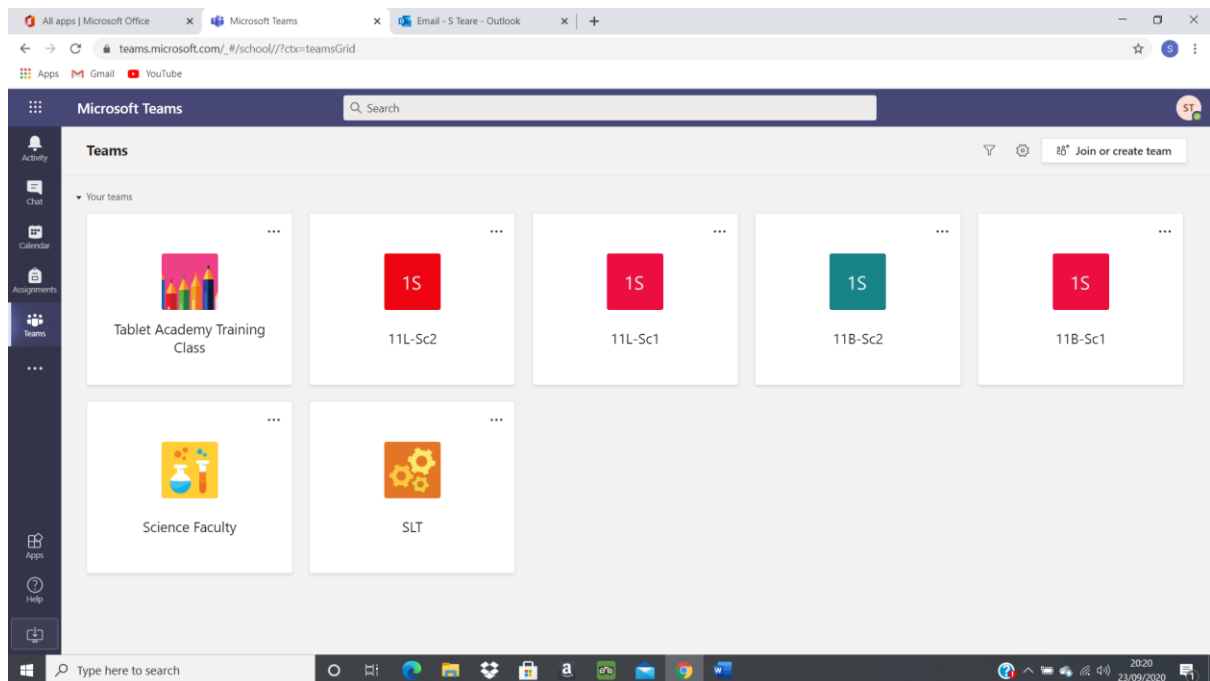 All apps | Microsoft Office
Microsoft Teams
Email - S Teare - Outlook
teams.microsoft.com/_#/school//?ctx=teamsGrid
S
Apps
Gmail
YouTube
Microsoft Teams
Search
ST
Activity
Chat
Calendar
Assignments
Teams
Teams
Join or create team
Your teams
Tablet Academy Training
Class
1S
11L-Sc2
1S
11L-Sc1
1S
11B-Sc2
1S
11B-Sc1
Science Faculty
SLT
Apps
Help
Type here to search
a
W
20:20
23/09/2020
1